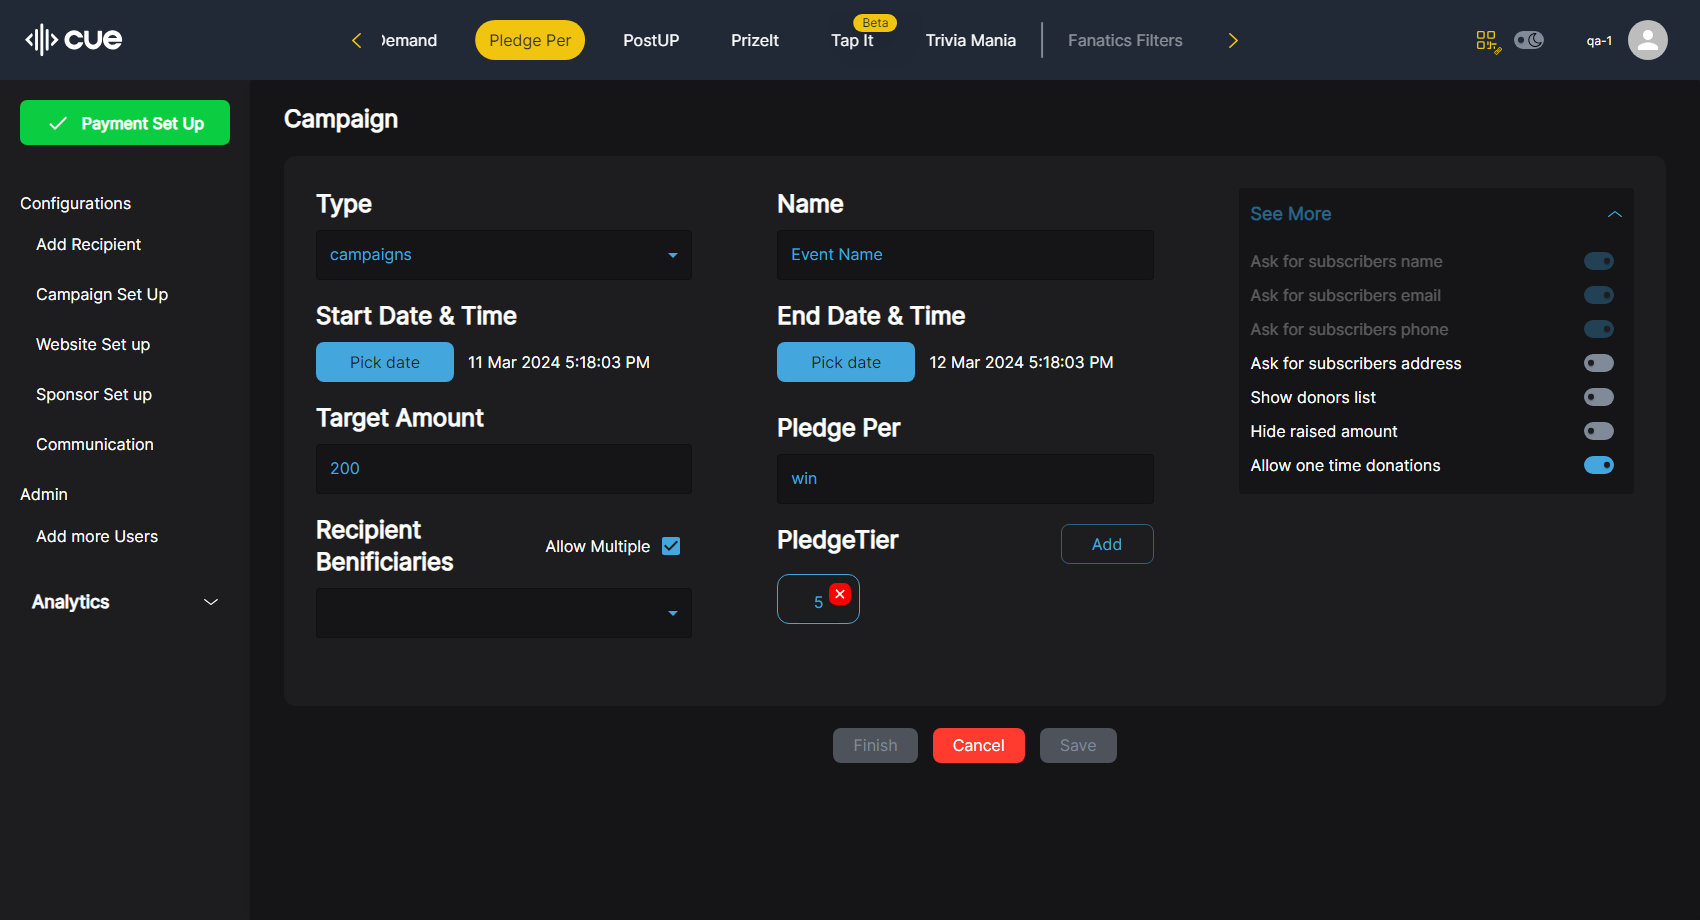 cue
Demand
Pledge Per
PostUP
PrizeIt
Beta
Tap It
Trivia Mania
Fanatics Filters
qa-1
Payment Set Up
Configurations
Add Recipient
Campaign Set Up
Website Set up
Sponsor Set up
Communication
Admin
Add more Users
Analytics
Campaign
Type
campaigns
Name
Event Name
Start Date & Time
Pick date
11 Mar 2024 5:18:03 PM
End Date & Time
Pick date
12 Mar 2024 5:18:03 PM
Target Amount
200
Pledge Per
win
Recipient
Benificiaries
Allow Multiple
PledgeTier
Add
5
See More
Ask for subscribers name
Ask for subscribers email
Ask for subscribers phone
Ask for subscribers address
Show donors list
Hide raised amount
Allow one time donations
Finish
Cancel
Save